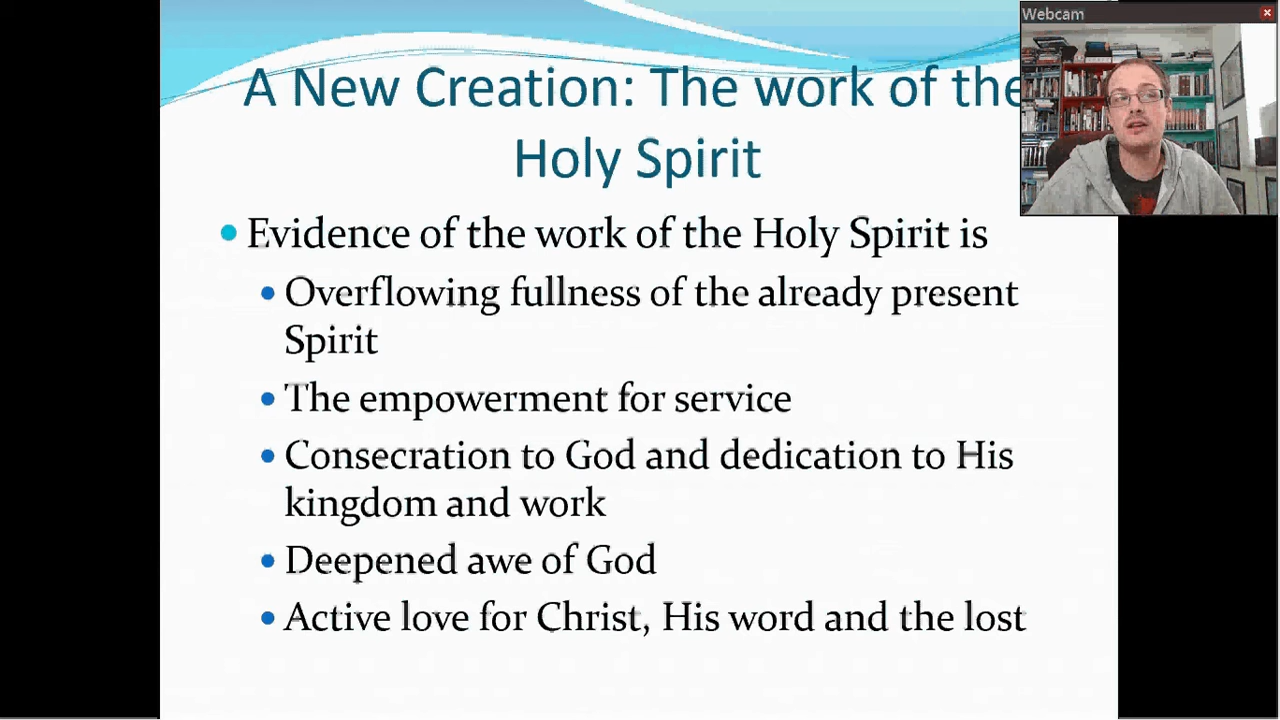 Webcam
A New Creation: The work of the
Holy Spirit
Evidence of the work of the Holy Spirit is
Overflowing fullness of the already present
Spirit
The empowerment for service
Consecration to God and dedication to His
kingdom and work
Deepened awe of God
Active love for Christ, His word and the lost